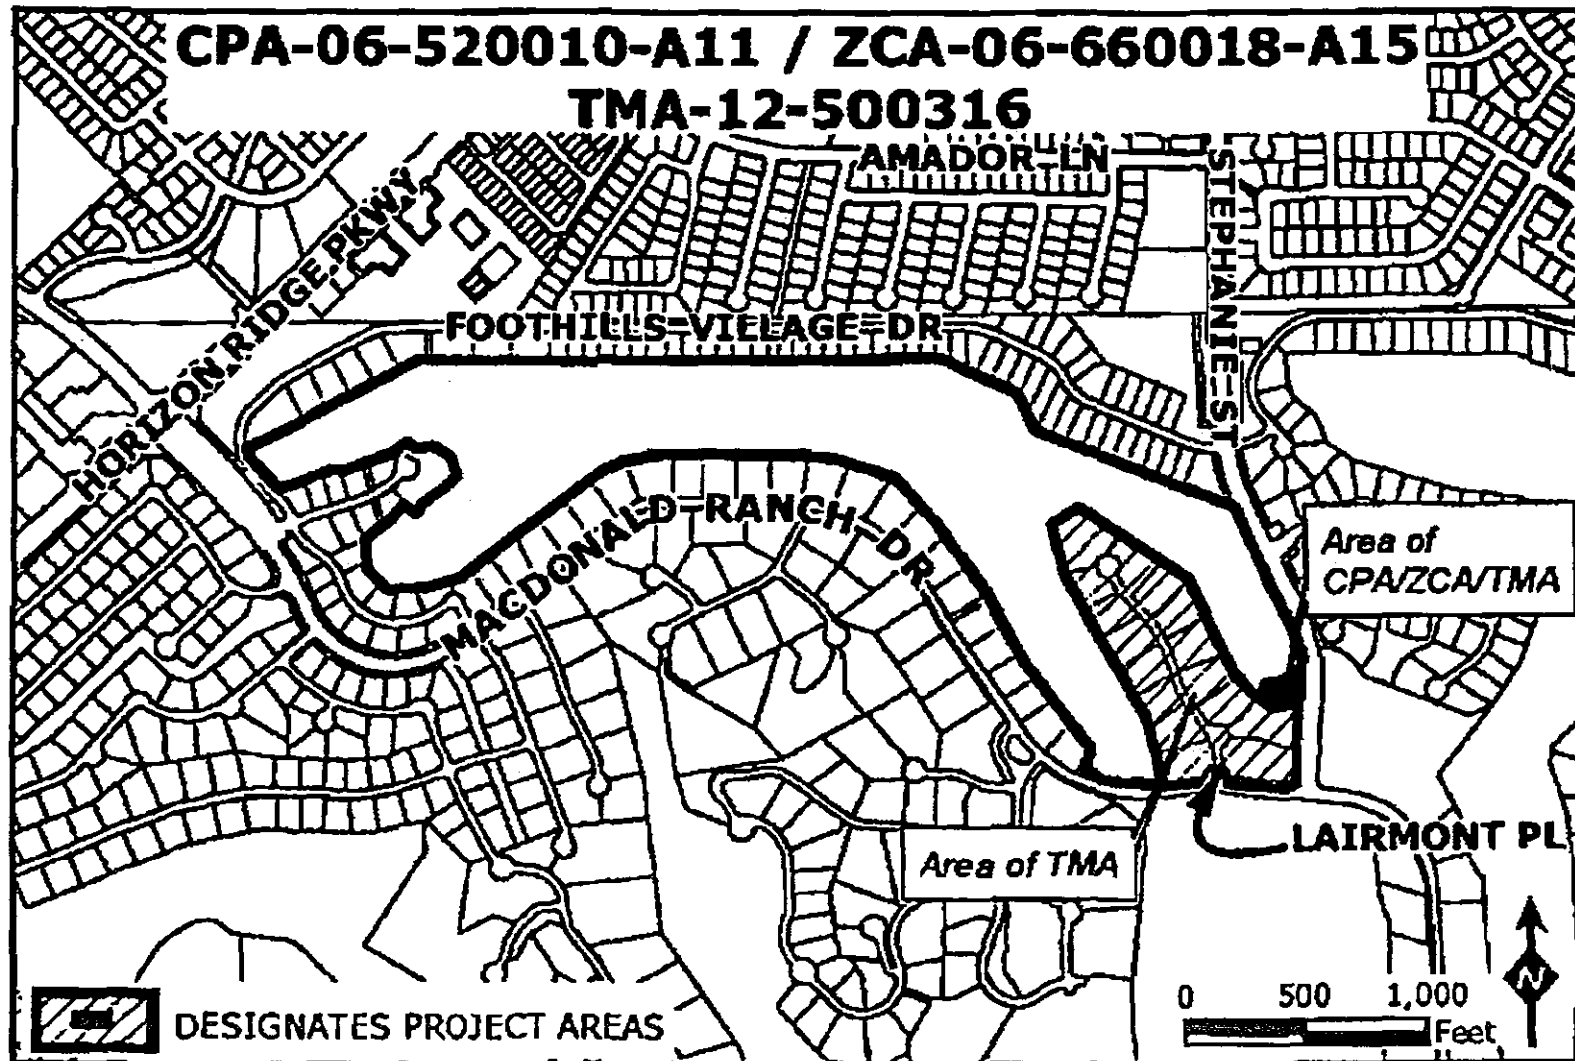 CPA-06-520010-A11 / ZCA-06-660018-A15
TMA-12-500316
AMADOR LN
STEPHANIE ST
HORIZON RIDGE PKWY
FOOTHILLS VILLAGE DR
MACDONALD RANCH DR
Area of
CPA/ZCA/TMA
LAIRMONT PL
Area of TMA
N
0 500 1,000
Feet
DESIGNATES PROJECT AREAS